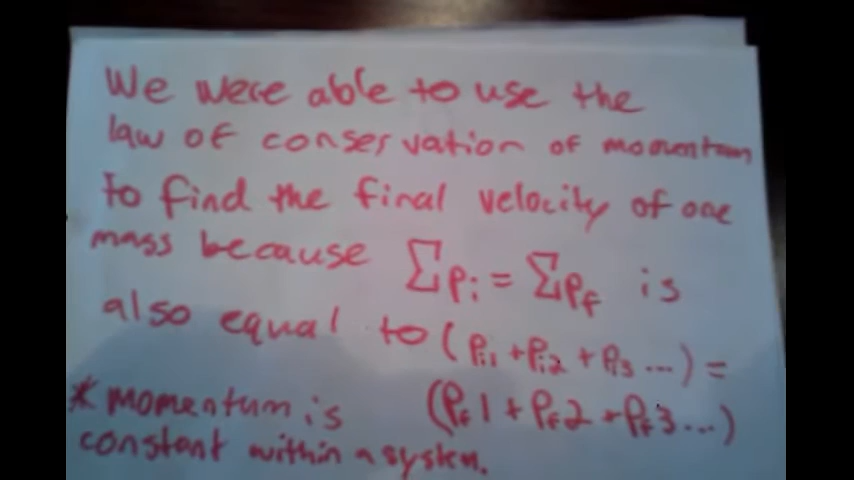 We were able to use the
law of conservation of momentum
to find the final velocity of one
mass because Σpi = Σpf is
also equal to (Pi1 + Pi2 + Pi3 ...) =
(Pf1 + Pf2 + Pf3 ...)
* momentum is
constant within a system.